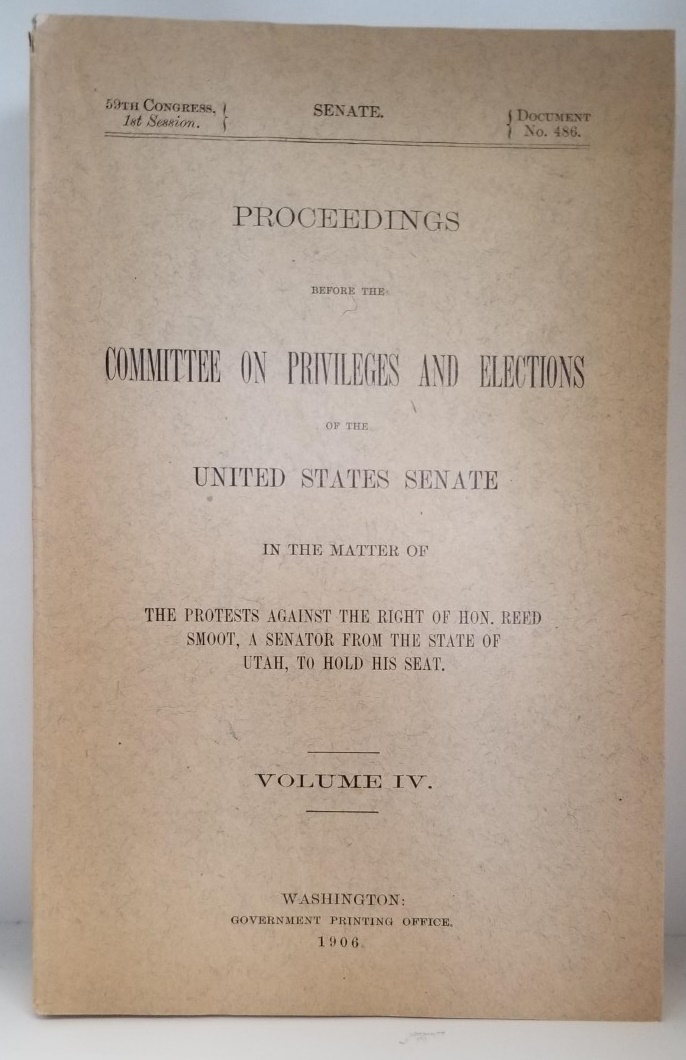 59TH CONGRESS, SENATE. DOCUMENT
1st Session. No. 486.
PROCEEDINGS
BEFORE THE
COMMITTEE ON PRIVILEGES AND ELECTIONS
OF THE
UNITED STATES SENATE
IN THE MATTER OF
THE PROTESTS AGAINST THE RIGHT OF HON. REED
SMOOT, A SENATOR FROM THE STATE OF
UTAH, TO HOLD HIS SEAT.
VOLUME IV.
WASHINGTON:
GOVERNMENT PRINTING OFFICE.
1906.